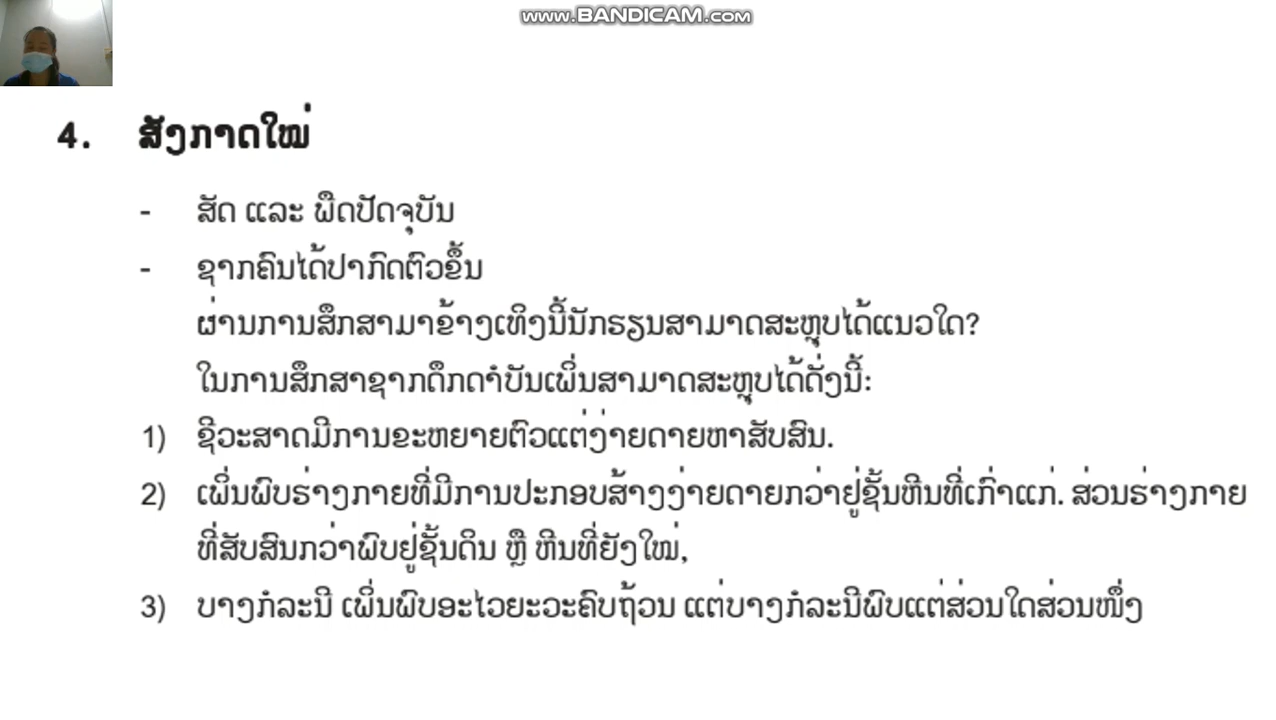 www.BANDICAM.com
4. ສັງກາດໃໝ່
- ສັດ ແລະ ພືດປັດຈຸບັນ
- ຊາກຄົນໄດ້ປາກົດຕົວຂຶ້ນ
ຜ່ານການສຶກສາມາຂ້າງເທິງນີ້ນັກຮຽນສາມາດສະຫຼຸບໄດ້ແນວໃດ?
ໃນການສຶກສາຊາກດຶກດຳບັນເພິ່ນສາມາດສະຫຼຸບໄດ້ດັ່ງນີ້:
1) ຊີວະສາດມີການຂະຫຍາຍຕົວແຕ່ງ່າຍດາຍຫາສັບສົນ.
2) ເພິ່ນພົບຮ່າງກາຍທີ່ມີການປະກອບສ້າງງ່າຍດາຍກວ່າຢູ່ຊັ້ນຫີນທີ່ເກົ່າແກ່. ສ່ວນຮ່າງກາຍ
ທີ່ສັບສົນກວ່າພົບຢູ່ຊັ້ນດິນ ຫຼື ຫີນທີ່ຍັງໃໝ່,
3) ບາງກໍລະນີ ເພິ່ນພົບອະໄວຍະວະຄົບຖ້ວນ ແຕ່ບາງກໍລະນີພົບແຕ່ສ່ວນໃດສ່ວນໜຶ່ງ